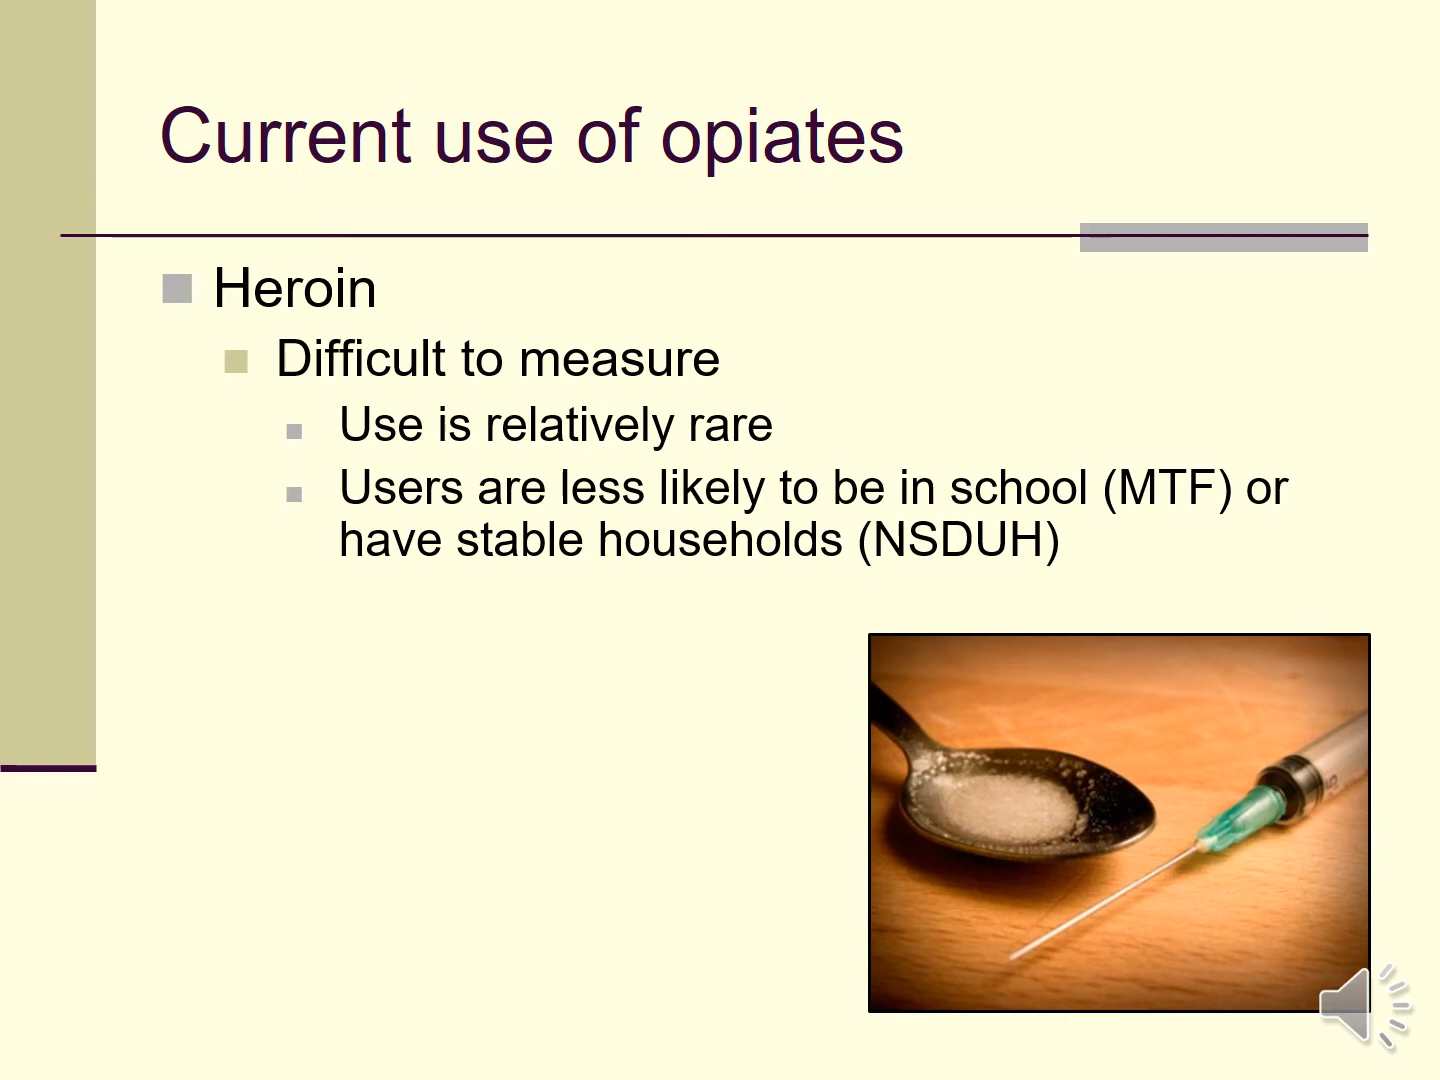 Current use of opiates
Heroin
Difficult to measure
Use is relatively rare
Users are less likely to be in school (MTF) or
have stable households (NSDUH)